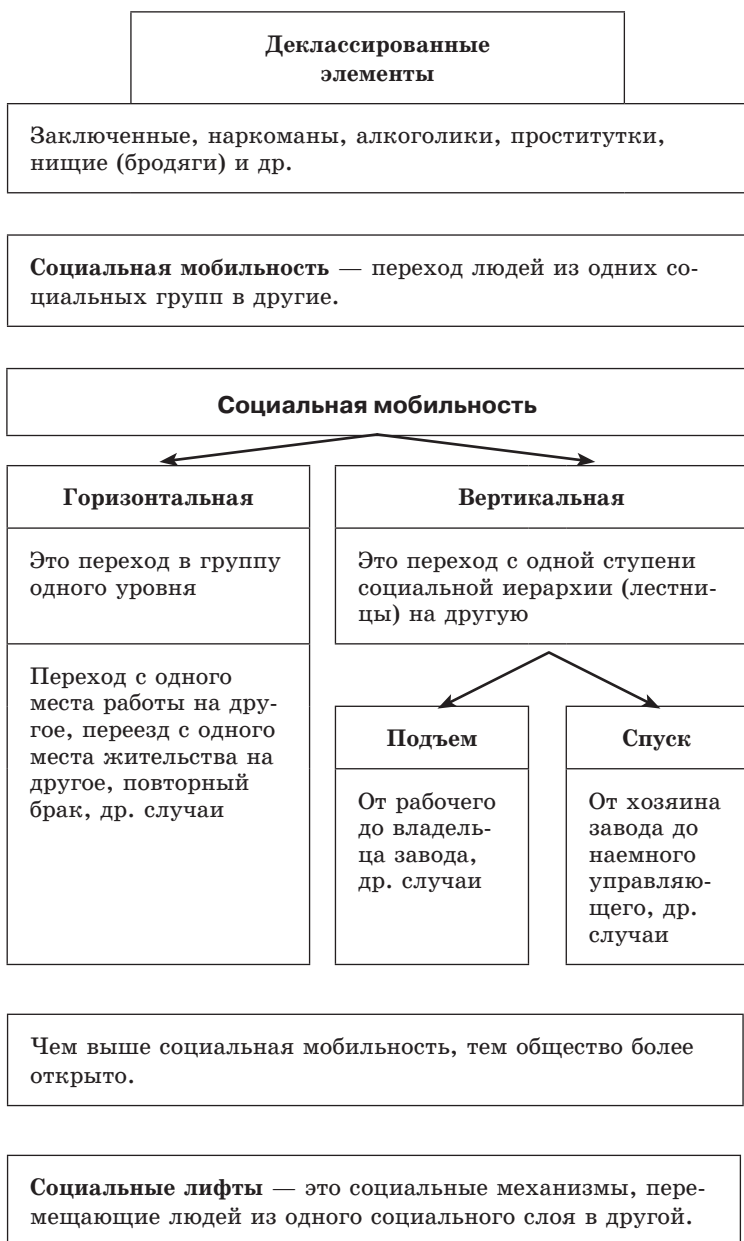 Деклассированные
элементы
Заключенные, наркоманы, алкоголики, проститутки,
нищие (бродяги) и др.
Социальная мобильность — переход людей из одних со-
циальных групп в другие.
Социальная мобильность
Горизонтальная
Это переход в группу
одного уровня
Переход с одного
места работы на дру-
гое, переезд с одного
места жительства на
другое, повторный
брак, др. случаи
Вертикальная
Это переход с одной ступени
социальной иерархии (лестни-
цы) на другую
Подъем
От рабочего
до владель-
ца завода,
др. случаи
Спуск
От хозяина
завода до
наемного
управляю-
щего, др.
случаи
Чем выше социальная мобильность, тем общество более
открыто.
Социальные лифты — это социальные механизмы, пере-
мещающие людей из одного социального слоя в другой.